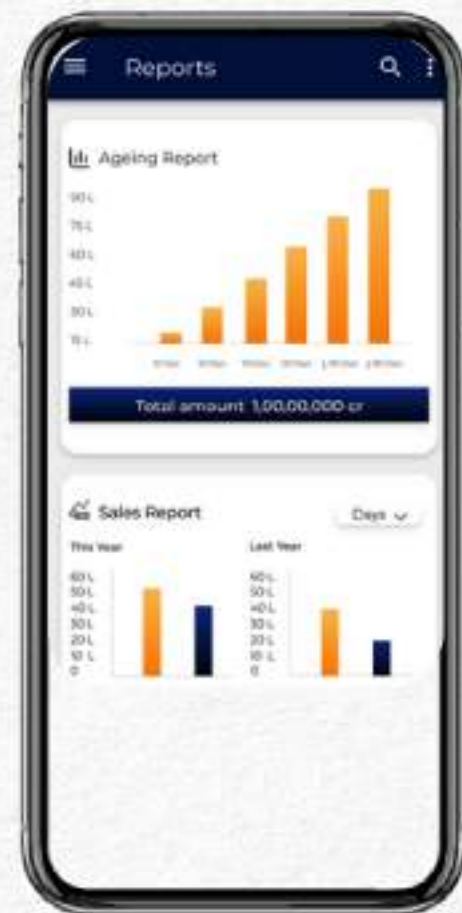 Reports
Ageing Report
90 L
75 L
60 L
45 L
30 L
15 L
Total amount 1,00,00,000 cr
Sales Report
Days
This Year
Last Year
60 L
50 L
40 L
30 L
20 L
10 L
0
60 L
50 L
40 L
30 L
20 L
10 L
0